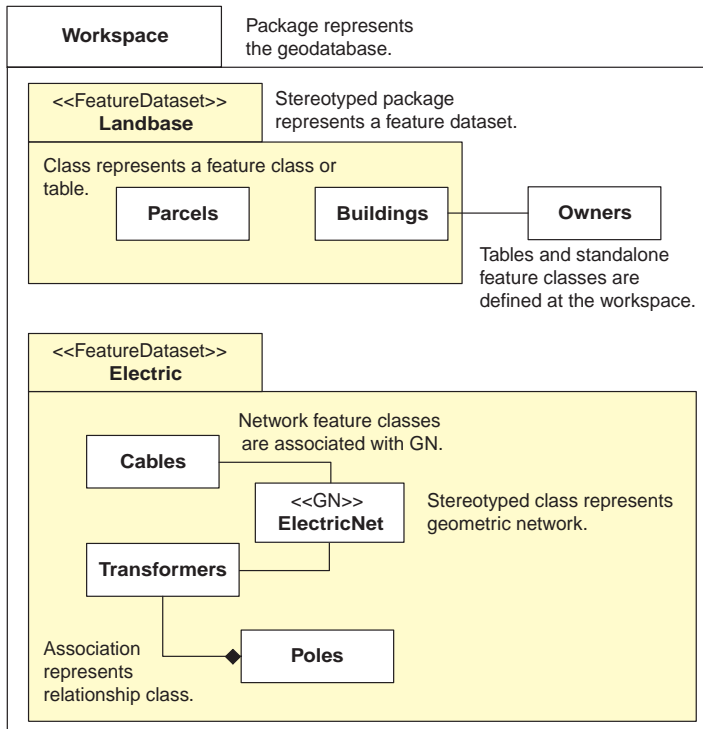 Workspace
Package represents
the geodatabase.
<<FeatureDataset>>
Landbase
Stereotyped package
represents a feature dataset.
Class represents a feature class or
table.
Parcels
Buildings
Owners
Tables and standalone
feature classes are
defined at the workspace.
<<FeatureDataset>>
Electric
Network feature classes
are associated with GN.
Cables
<<GN>>
ElectricNet
Stereotyped class represents
geometric network.
Transformers
Association
represents
relationship class.
Poles